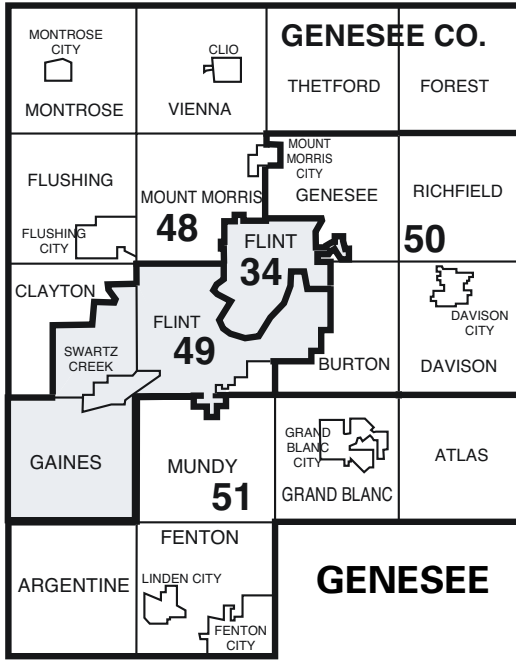 MONTROSE
CITY
CLIO
GENESEE CO.
MONTROSE
VIENNA
THETFORD
FOREST
FLUSHING
MOUNT MORRIS
MOUNT
MORRIS
CITY
GENESEE
RICHFIELD
FLUSHING
CITY
48
FLINT
34
50
CLAYTON
FLINT
49
SWARTZ
CREEK
BURTON
DAVISON
CITY
DAVISON
GAINES
MUNDY
51
GRAND
BLANC
CITY
GRAND BLANC
ATLAS
FENTON
ARGENTINE
LINDEN CITY
FENTON
CITY
GENESEE